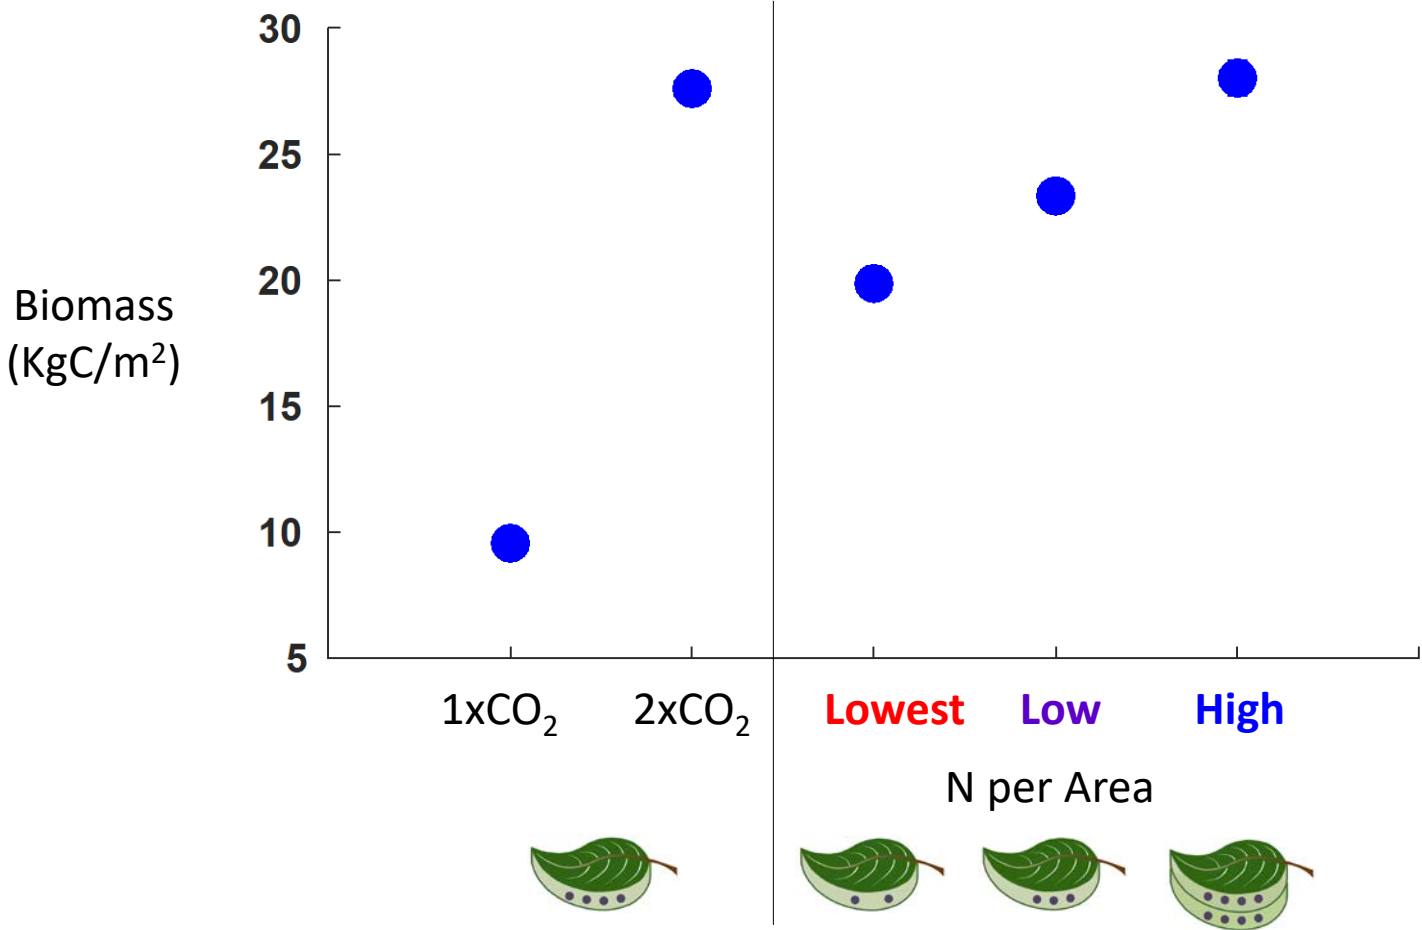 30
25
20
15
10
5
Biomass
(KgC/m²)
1xCO₂
2xCO₂
Lowest
Low
High
N per Area